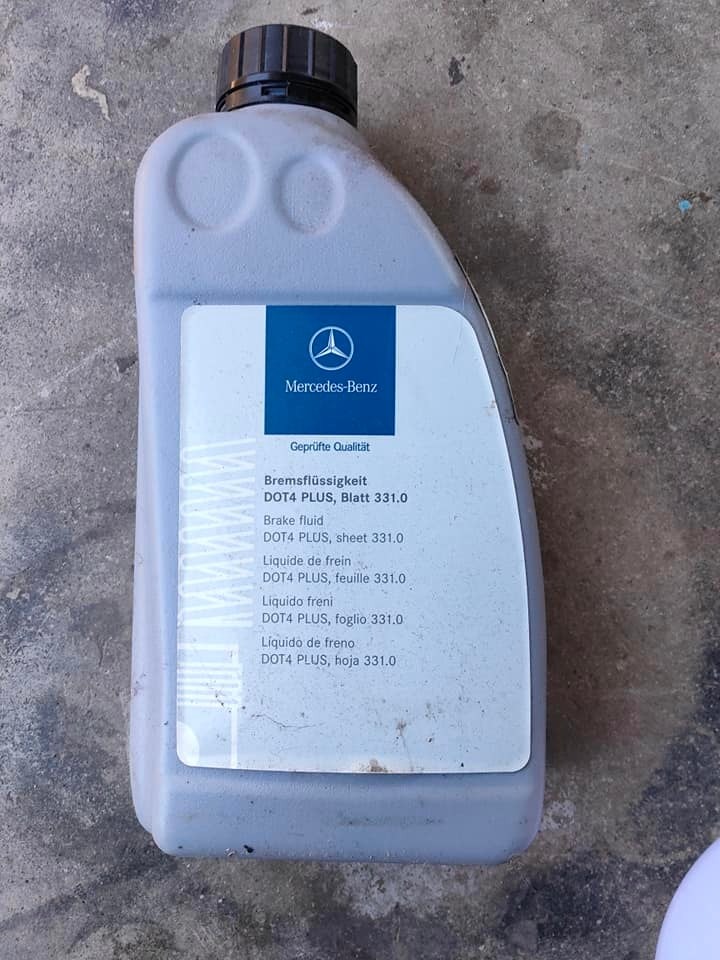 Mercedes-Benz
Geprüfte Qualität
Bremsflüssigkeit
DOT4 PLUS, Blatt 331.0
Brake fluid
DOT4 PLUS, sheet 331.0
Liquide de frein
DOT4 PLUS, feuille 331.0
Liquido freni
DOT4 PLUS, foglio 331.0
Líquido de freno
DOT4 PLUS, hoja 331.0